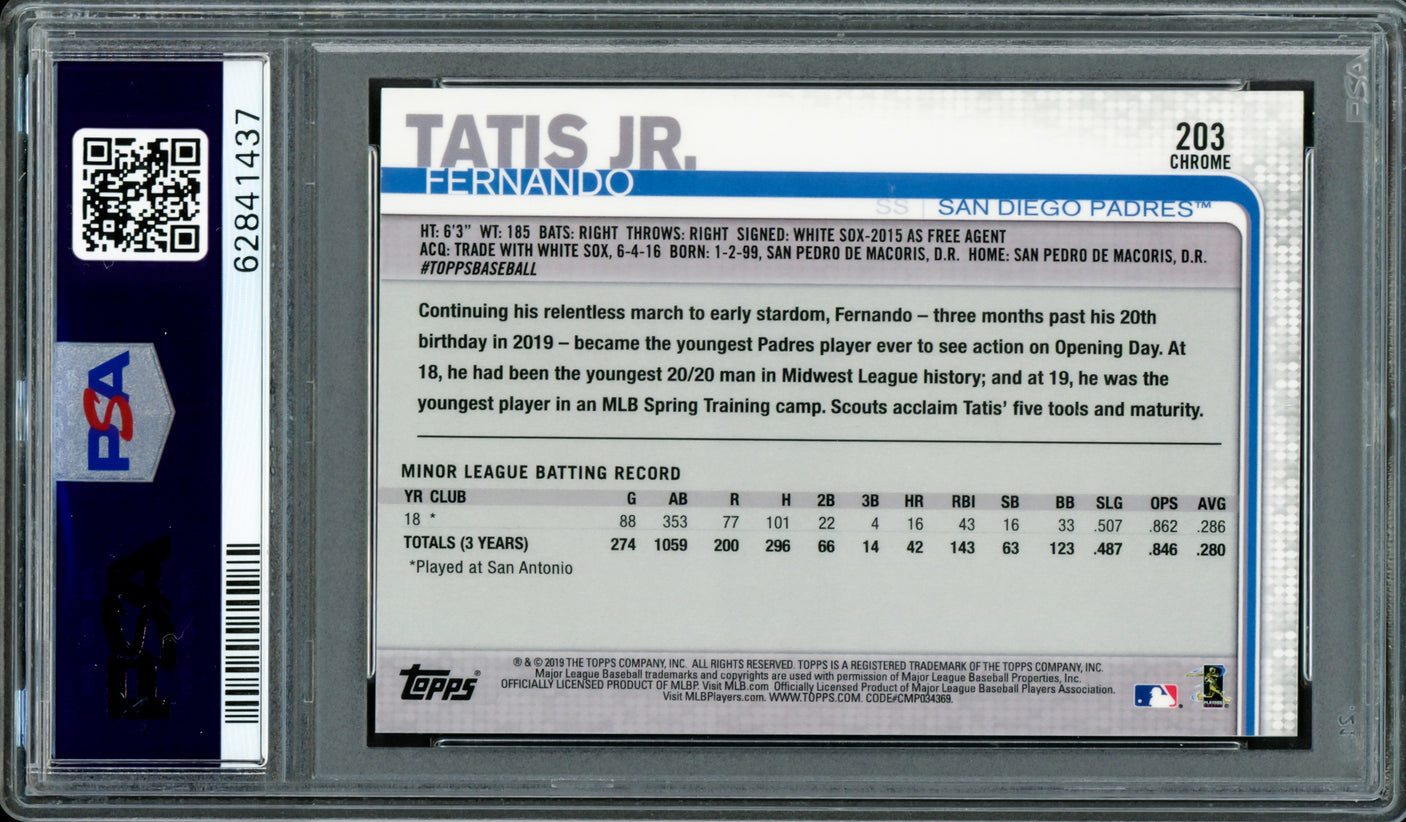 62841437
PSA
PSA
PSA
TATIS JR.
FERNANDO
203
CHROME
SS | SAN DIEGO PADRES™
HT: 6'3" WT: 185 BATS: RIGHT THROWS: RIGHT SIGNED: WHITE SOX-2015 AS FREE AGENT
ACQ: TRADE WITH WHITE SOX, 6-4-16 BORN: 1-2-99, SAN PEDRO DE MACORIS, D.R. HOME: SAN PEDRO DE MACORIS, D.R.
#TOPPSBASEBALL
Continuing his relentless march to early stardom, Fernando – three months past his 20th
birthday in 2019 – became the youngest Padres player ever to see action on Opening Day. At
18, he had been the youngest 20/20 man in Midwest League history; and at 19, he was the
youngest player in an MLB Spring Training camp. Scouts acclaim Tatis' five tools and maturity.
MINOR LEAGUE BATTING RECORD
YR CLUB G AB R H 2B 3B HR RBI SB BB SLG OPS AVG
18 * 88 353 77 101 22 4 16 43 16 33 .507 .862 .286
TOTALS (3 YEARS) 274 1059 200 296 66 14 42 143 63 123 .487 .846 .280
*Played at San Antonio
Topps®
® & © 2019 THE TOPPS COMPANY, INC. ALL RIGHTS RESERVED. TOPPS IS A REGISTERED TRADEMARK OF THE TOPPS COMPANY, INC.
Major League Baseball trademarks and copyrights are used with permission of Major League Baseball Properties, Inc.
OFFICIALLY LICENSED PRODUCT OF MLBP. Visit MLB.com Officially Licensed Product of Major League Baseball Players Association.
Visit MLBPlayers.com. WWW.TOPPS.COM. CODE#CMP034369.